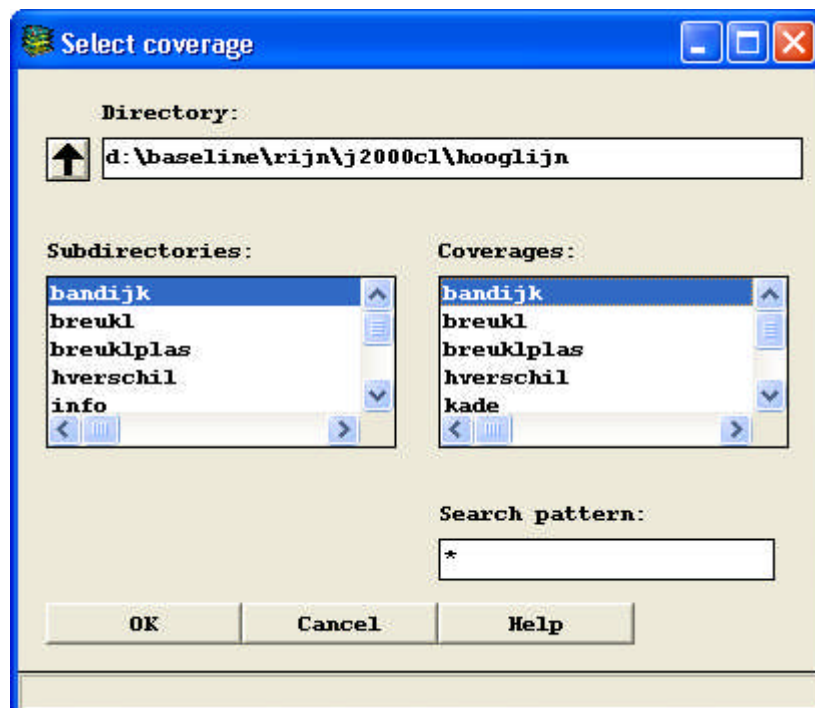 Select coverage
Directory:
d:\baseline\rijn\j2000cl\hooglijn
Subdirectories:
bandijk
breukl
breuklplas
hverschil
info
Coverages:
bandijk
breukl
breuklplas
hverschil
kade
Search pattern:
*
OK Cancel Help